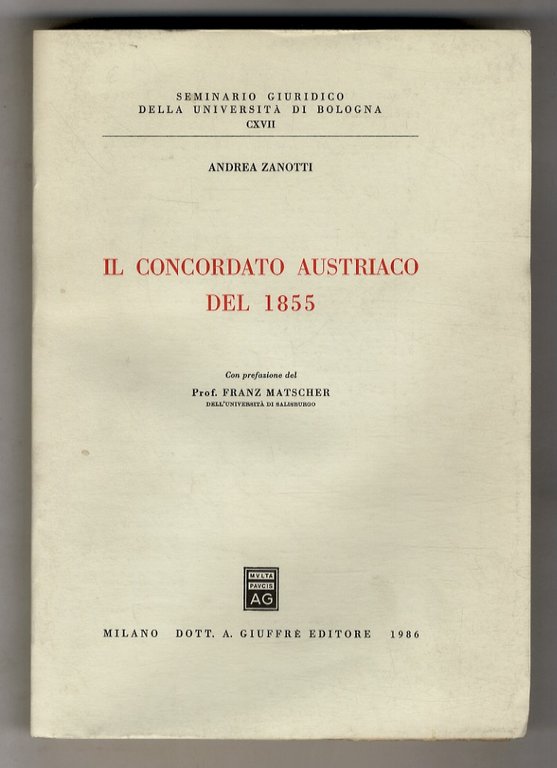 SEMINARIO GIURIDICO
DELLA UNIVERSITÀ DI BOLOGNA
CXVII
ANDREA ZANOTTI
IL CONCORDATO AUSTRIACO
DEL 1855
Con prefazione del
Prof. FRANZ MATSCHER
DELL'UNIVERSITÀ DI SALISBURGO
MVLTA
PAVCIS
AG
MILANO DOTT. A. GIUFFRÈ EDITORE 1986